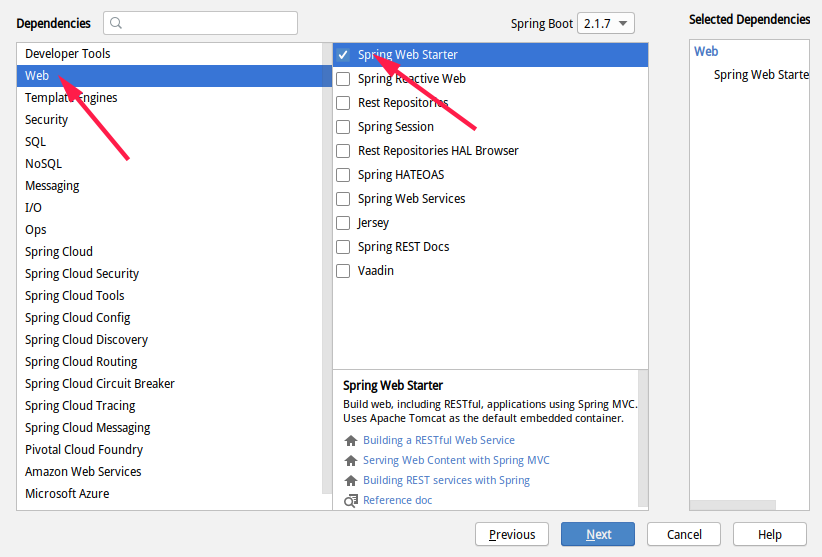 Dependencies
Spring Boot 2.1.7
Selected Dependencies
Developer Tools
Web
Template Engines
Security
SQL
NoSQL
Messaging
I/O
Ops
Spring Cloud
Spring Cloud Security
Spring Cloud Tools
Spring Cloud Config
Spring Cloud Discovery
Spring Cloud Routing
Spring Cloud Circuit Breaker
Spring Cloud Tracing
Spring Cloud Messaging
Pivotal Cloud Foundry
Amazon Web Services
Microsoft Azure
Spring Web Starter
Spring Reactive Web
Rest Repositories
Spring Session
Rest Repositories HAL Browser
Spring HATEOAS
Spring Web Services
Jersey
Spring REST Docs
Vaadin
Spring Web Starter
Build web, including RESTful, applications using Spring MVC.
Uses Apache Tomcat as the default embedded container.
Building a RESTful Web Service
Serving Web Content with Spring MVC
Building REST services with Spring
Reference doc
Web
Spring Web Starte
Previous
Next
Cancel
Help